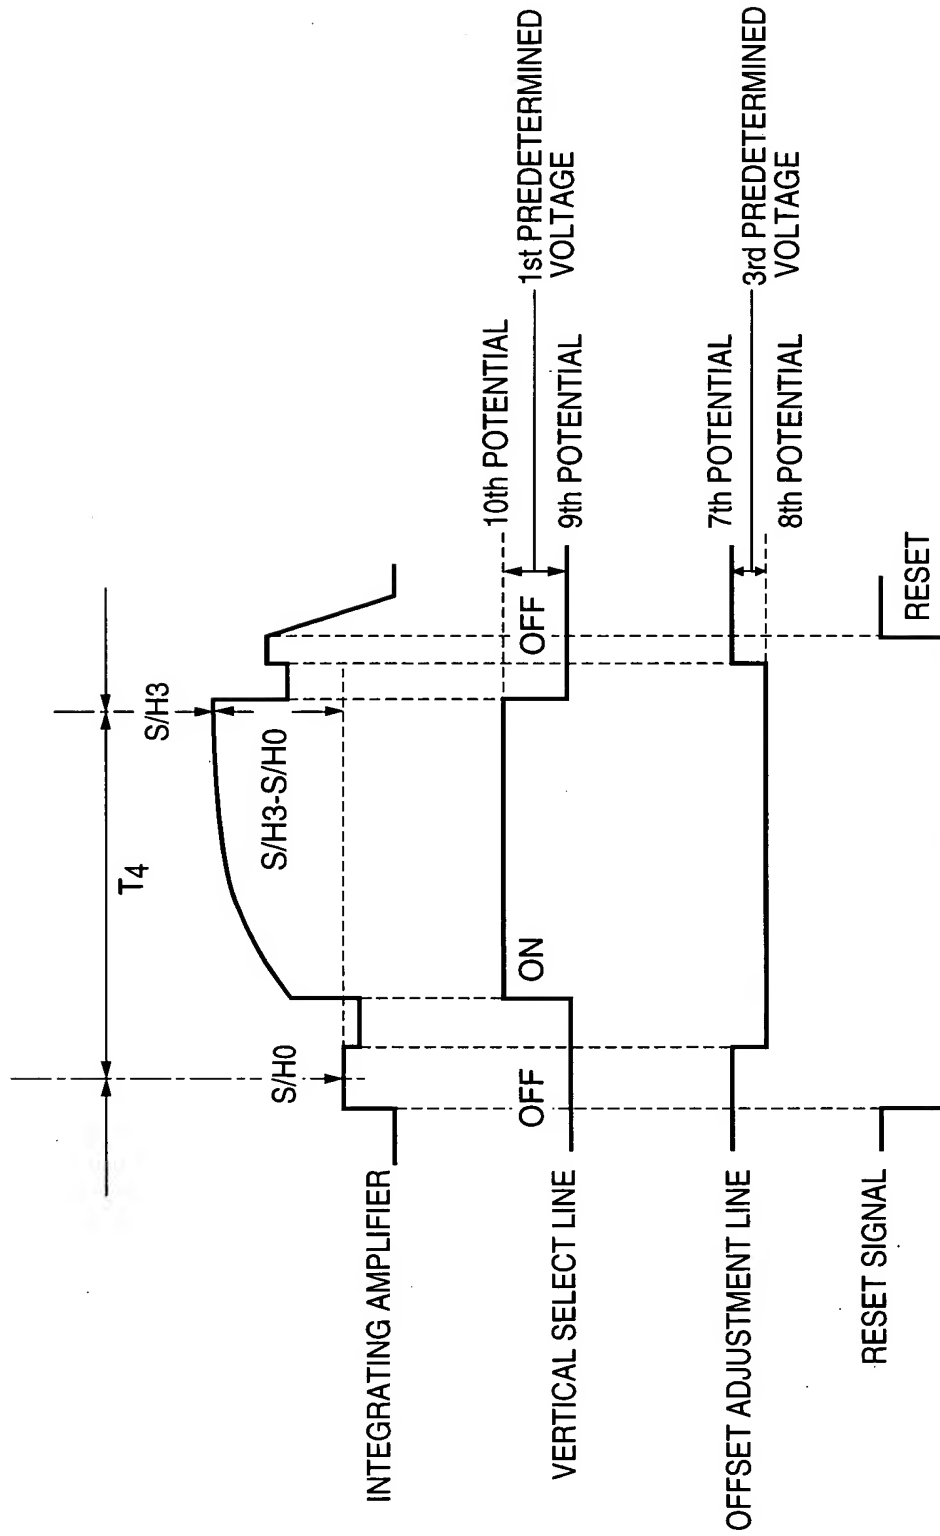 T4
S/H0
S/H3
S/H3-S/H0
INTEGRATING AMPLIFIER
OFF
ON
OFF
10th POTENTIAL
9th POTENTIAL
1st PREDETERMINED
VOLTAGE
VERTICAL SELECT LINE
7th POTENTIAL
8th POTENTIAL
3rd PREDETERMINED
VOLTAGE
OFFSET ADJUSTMENT LINE
RESET SIGNAL
RESET